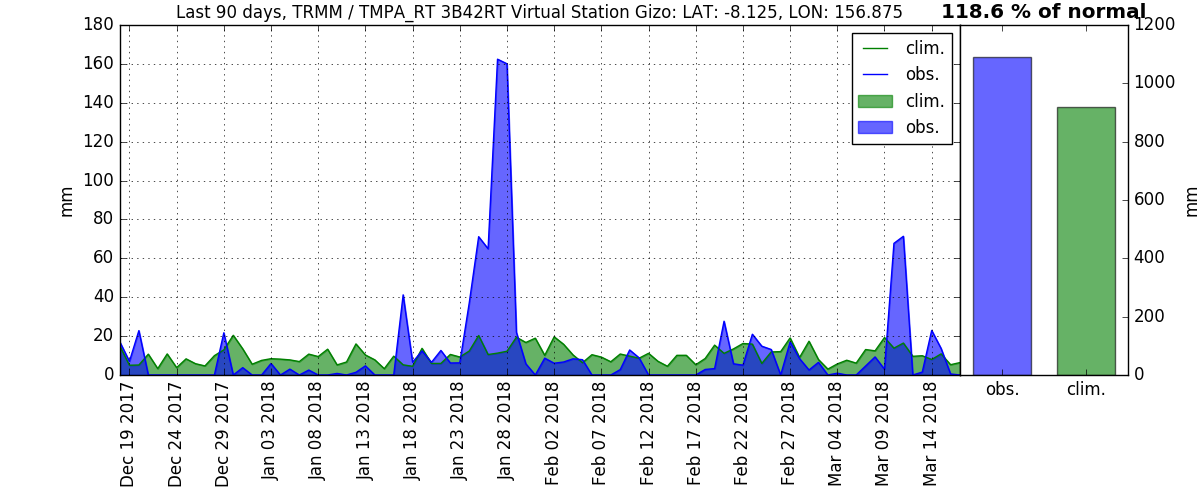 Last 90 days, TRMM / TMPA_RT 3B42RT Virtual Station Gizo: LAT: -8.125, LON: 156.875
118.6 % of normal
180
160
140
120
100
80
60
40
20
0
mm
clim.
obs.
clim.
obs.
Dec 19 2017
Dec 24 2017
Dec 29 2017
Jan 03 2018
Jan 08 2018
Jan 13 2018
Jan 18 2018
Jan 23 2018
Jan 28 2018
Feb 02 2018
Feb 07 2018
Feb 12 2018
Feb 17 2018
Feb 22 2018
Feb 27 2018
Mar 04 2018
Mar 09 2018
Mar 14 2018
1200
1000
800
600
400
200
0
mm
obs.
clim.